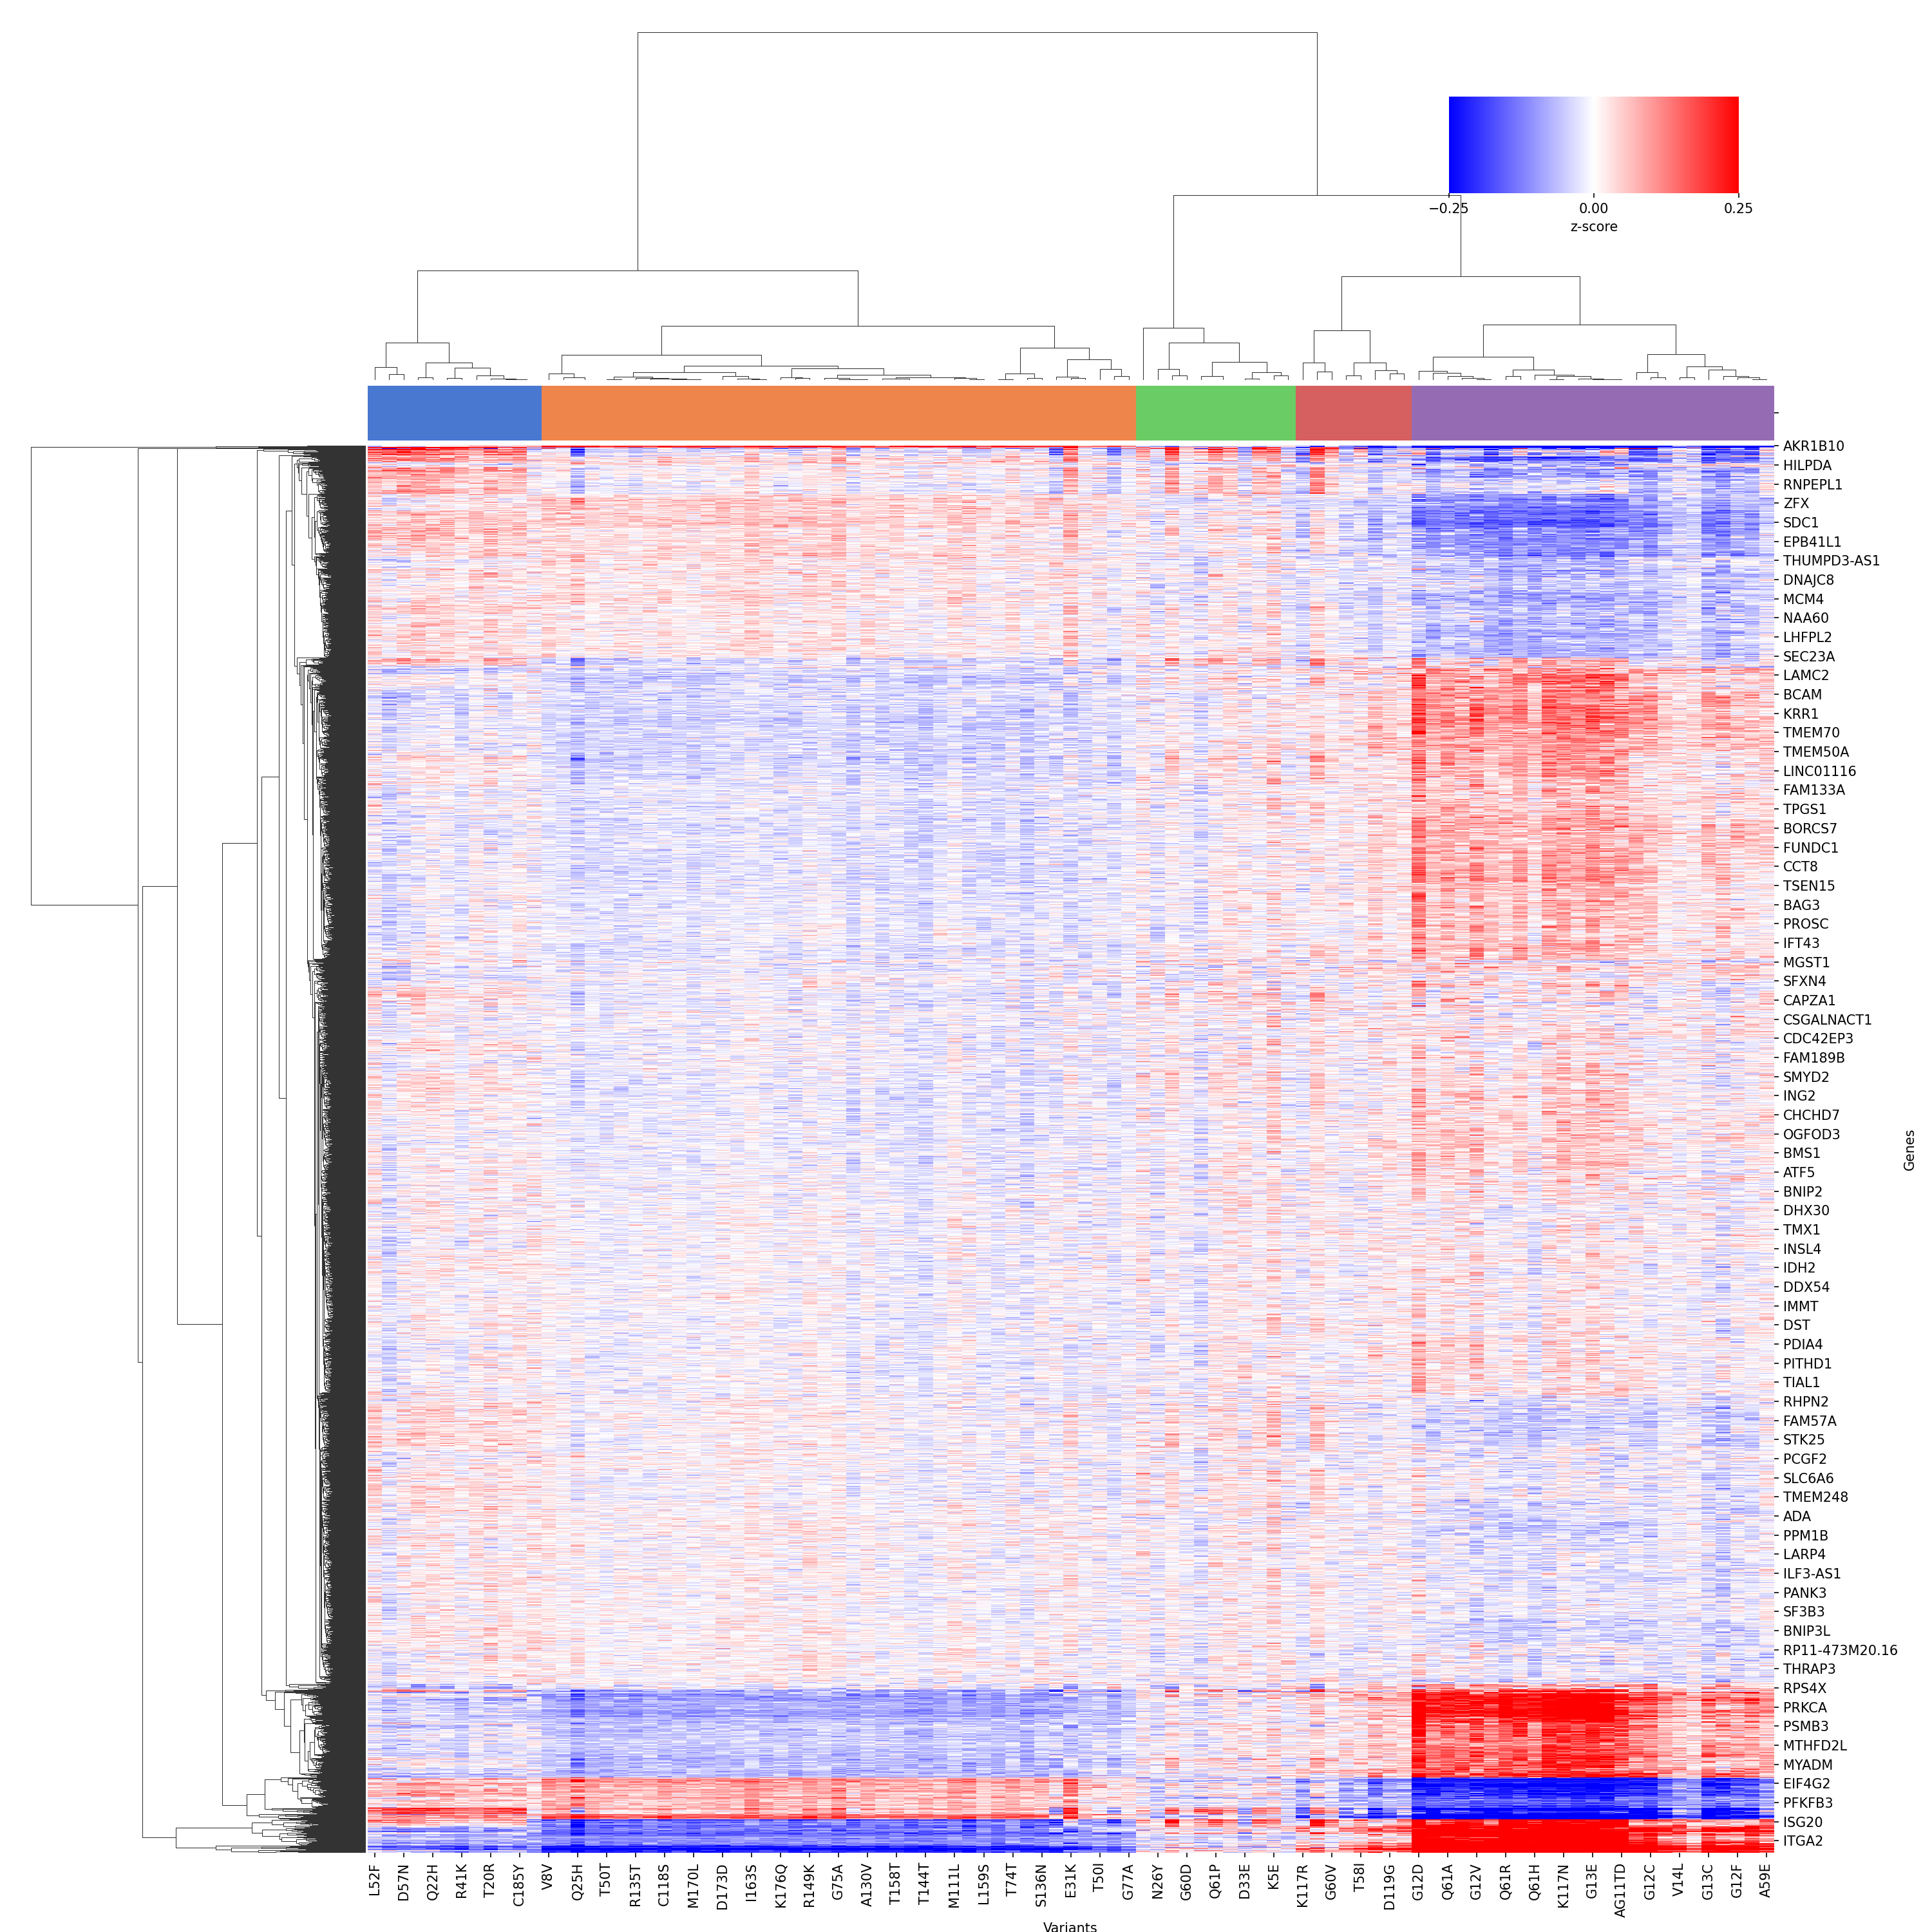 −0.25 0.00 0.25
z-score
AKR1B10
HILPDA
RNPEPL1
ZFX
SDC1
EPB41L1
THUMPD3-AS1
DNAJC8
MCM4
NAA60
LHFPL2
SEC23A
LAMC2
BCAM
KRR1
TMEM70
TMEM50A
LINC01116
FAM133A
TPGS1
BORCS7
FUNDC1
CCT8
TSEN15
BAG3
PROSC
IFT43
MGST1
SFXN4
CAPZA1
CSGALNACT1
CDC42EP3
FAM189B
SMYD2
ING2
CHCHD7
OGFOD3
BMS1
ATF5
BNIP2
DHX30
TMX1
INSL4
IDH2
DDX54
IMMT
DST
PDIA4
PITHD1
TIAL1
RHPN2
FAM57A
STK25
PCGF2
SLC6A6
TMEM248
ADA
PPM1B
LARP4
ILF3-AS1
PANK3
SF3B3
BNIP3L
RP11-473M20.16
THRAP3
RPS4X
PRKCA
PSMB3
MTHFD2L
MYADM
EIF4G2
PFKFB3
ISG20
ITGA2
Genes
L52F
D57N
Q22H
R41K
T20R
C185Y
V8V
Q25H
T50T
R135T
C118S
M170L
D173D
I163S
K176Q
R149K
G75A
A130V
T158T
T144T
M111L
L159S
T74T
S136N
E31K
T50I
G77A
N26Y
G60D
Q61P
D33E
K5E
K117R
G60V
T58I
D119G
G12D
Q61A
G12V
Q61R
Q61H
K117N
G13E
AG11TD
G12C
V14L
G13C
G12F
A59E
Variants